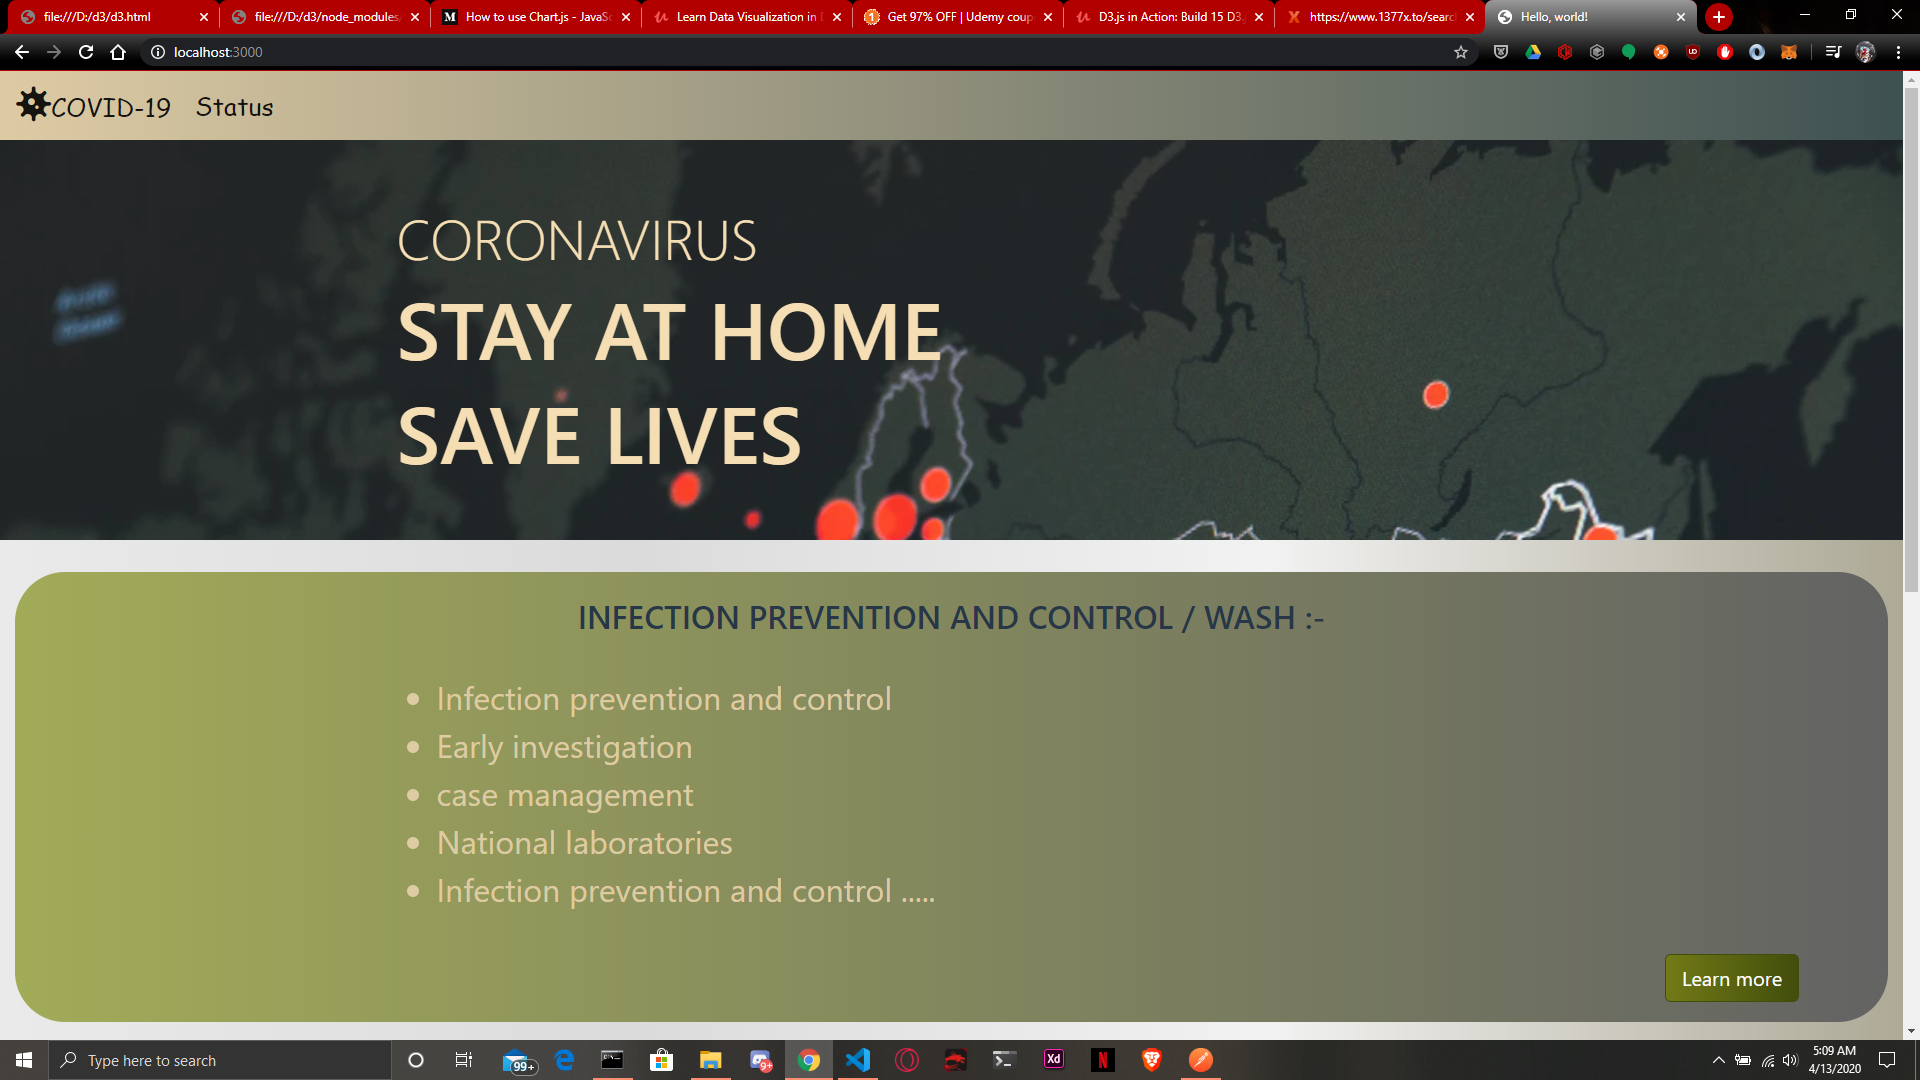 file:///D:/d3/d3.html
file:///D:/d3/node_modules
How to use Chart.js - JavaSc
Learn Data Visualization in
Get 97% OFF | Udemy coup
D3.js in Action: Build 15 D3
https://www.1377x.to/searc
Hello, world!
localhost:3000
COVID-19 Status
CORONAVIRUS
STAY AT HOME
SAVE LIVES
INFECTION PREVENTION AND CONTROL / WASH :-
Infection prevention and control
Early investigation
case management
National laboratories
Infection prevention and control .....
Learn more
Type here to search
99+
9+
Xd
N
5:09 AM
4/13/2020